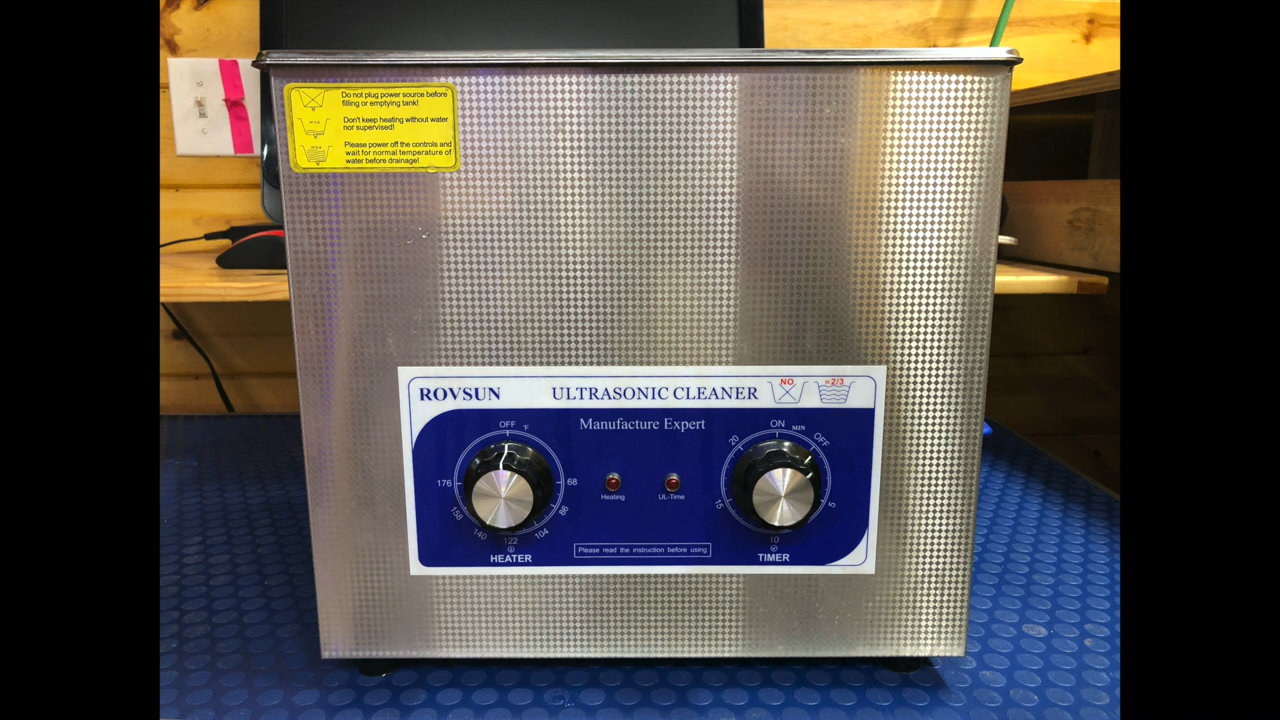 Do not plug power source before
filling or emptying tank!
Don't keep heating without water
nor supervised!
Please power off the controls and
wait for normal temperature of
water before drainage!
ROVSUN
ULTRASONIC CLEANER
NO
≈2/3
Manufacture Expert
OFF
°F
68
86
104
122
140
158
176
HEATER
Heating
UL-Time
Please read the instruction before using
ON
MIN
OFF
5
10
15
20
TIMER